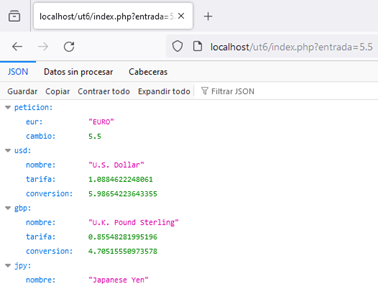 localhost/ut6/index.php?entrada=5.5
localhost/ut6/index.php?entrada=5.5
JSON Datos sin procesar Cabeceras
Guardar Copiar Contraer todo Expandir todo Filtrar JSON
peticion:
eur: "EURO"
cambio: 5.5
usd:
nombre: "U.S. Dollar"
tarifa: 1.0884622248061
conversion: 5.98654223643355
gbp:
nombre: "U.K. Pound Sterling"
tarifa: 0.85548281995196
conversion: 4.70515550973578
jpy:
nombre: "Japanese Yen"